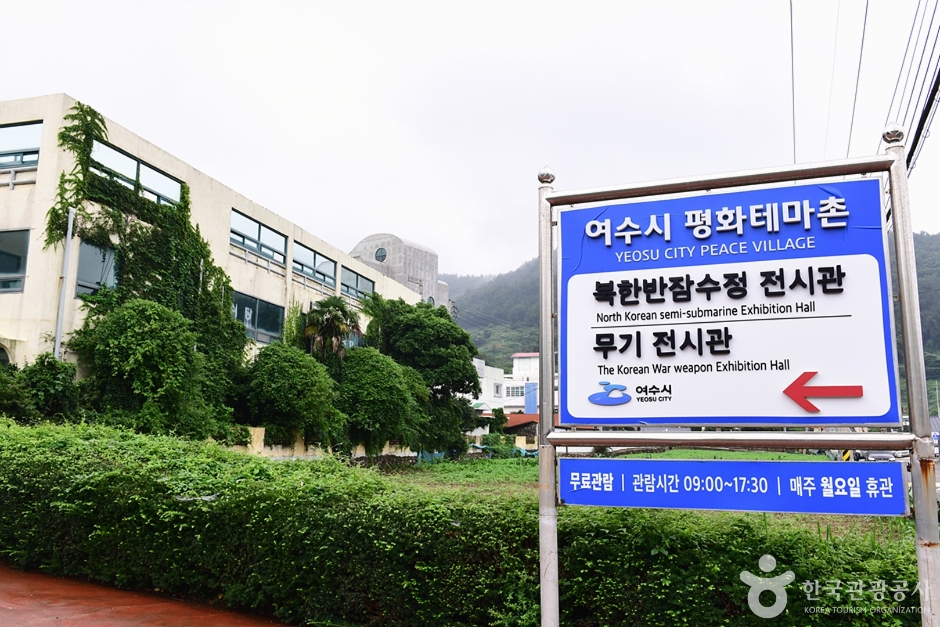 여수시 평화테마촌
YEOSU CITY PEACE VILLAGE
북한반잠수정 전시관
North Korean semi-submarine Exhibition Hall
무기 전시관
The Korean War weapon Exhibition Hall
여수시
YEOSU CITY
무료관람 | 관람시간 09:00~17:30 | 매주 월요일 휴관
한국관광공사
KOREA TOURISM ORGANIZATION